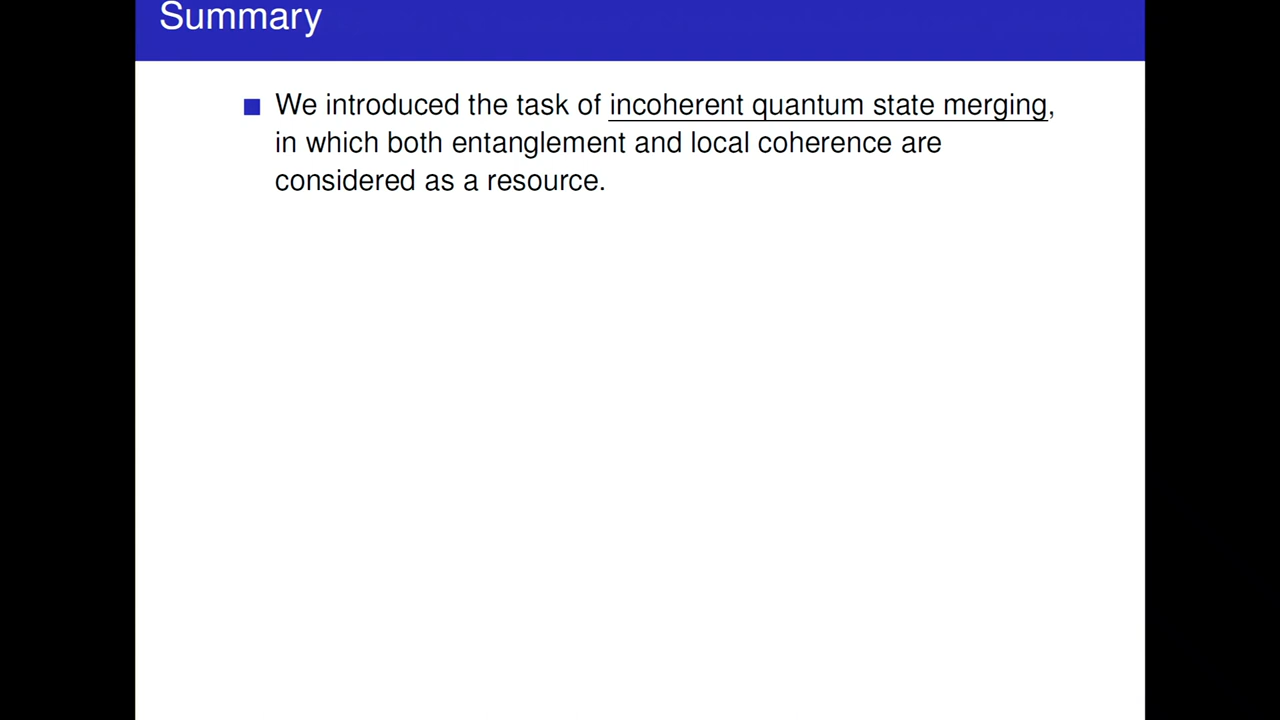 Summary
We introduced the task of incoherent quantum state merging,
in which both entanglement and local coherence are
considered as a resource.